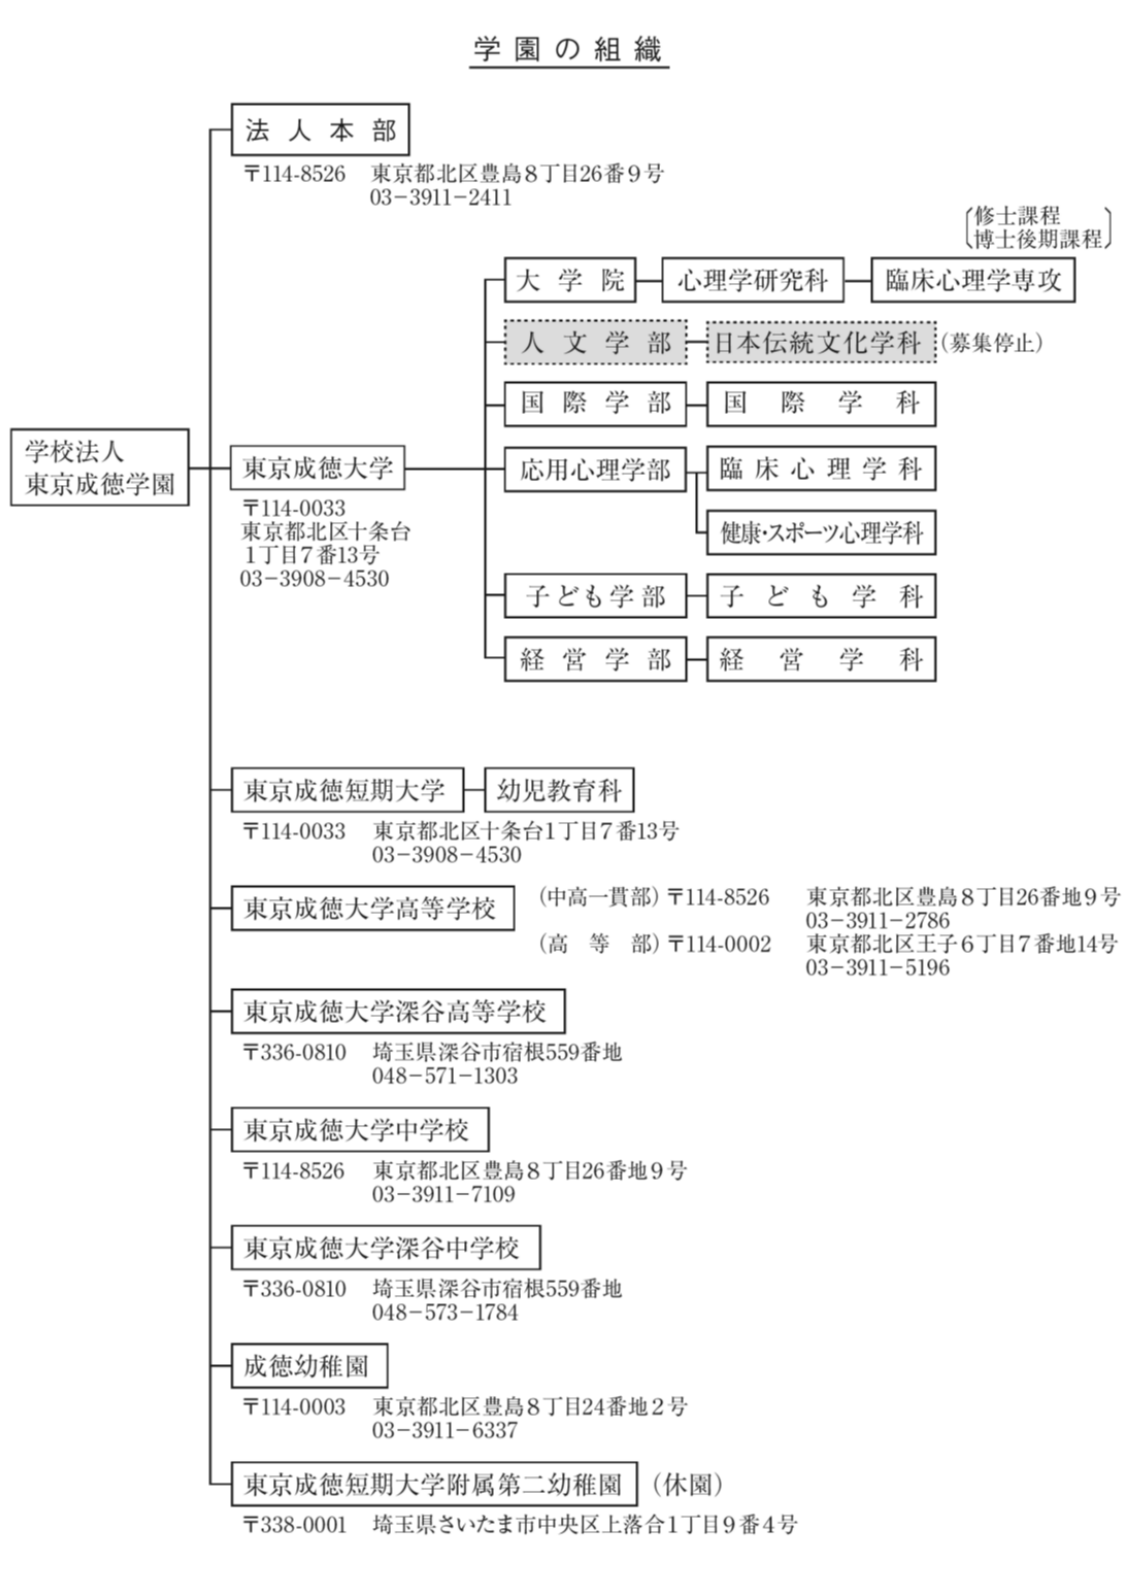 学園の組織
法人本部
〒114-8526 東京都北区豊島8丁目26番9号
03−3911−2411
修士課程
博士後期課程
大学院 心理学研究科 臨床心理学専攻
人文学部 日本伝統文化学科 (募集停止)
国際学部 国際学科
学校法人
東京成徳学園
東京成徳大学
応用心理学部 臨床心理学科
〒114-0033
東京都北区十条台
1丁目7番13号
03−3908−4530
健康・スポーツ心理学科
子ども学部 子ども学科
経営学部 経営学科
東京成徳短期大学 幼児教育科
〒114-0033 東京都北区十条台1丁目7番13号
03−3908−4530
東京成徳大学高等学校
(中高一貫部) 〒114-8526 東京都北区豊島8丁目26番地9号
03−3911−2786
(高等部) 〒114-0002 東京都北区王子6丁目7番地14号
03−3911−5196
東京成徳大学深谷高等学校
〒336-0810 埼玉県深谷市宿根559番地
048−571−1303
東京成徳大学中学校
〒114-8526 東京都北区豊島8丁目26番地9号
03−3911−7109
東京成徳大学深谷中学校
〒336-0810 埼玉県深谷市宿根559番地
048−573−1784
成徳幼稚園
〒114-0003 東京都北区豊島8丁目24番地2号
03−3911−6337
東京成徳短期大学附属第二幼稚園 (休園)
〒338-0001 埼玉県さいたま市中央区上落合1丁目9番4号